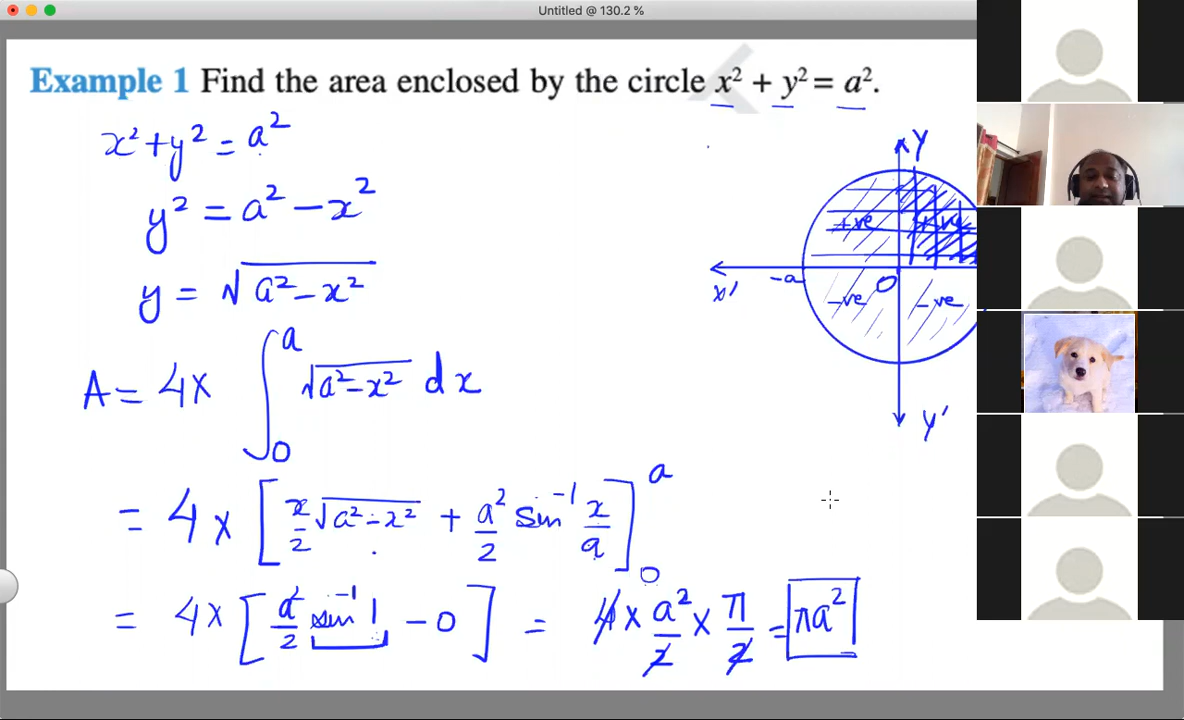 Untitled @ 130.2 %
Example 1 Find the area enclosed by the circle x² + y² = a².
x² + y² = a²
y² = a² − x²
y = √(a² − x²)
A = 4× ∫₀ᵃ √(a² − x²) dx
= 4 × [x/2 √(a² − x²) + a²/2 sin⁻¹ x/a]₀ᵃ
= 4× [a²/2 sin⁻¹ 1 − 0] = 4 × a²/2 × π/2 = πa²
Y
+ve +ve
−a O
X'
−ve −ve
Y'